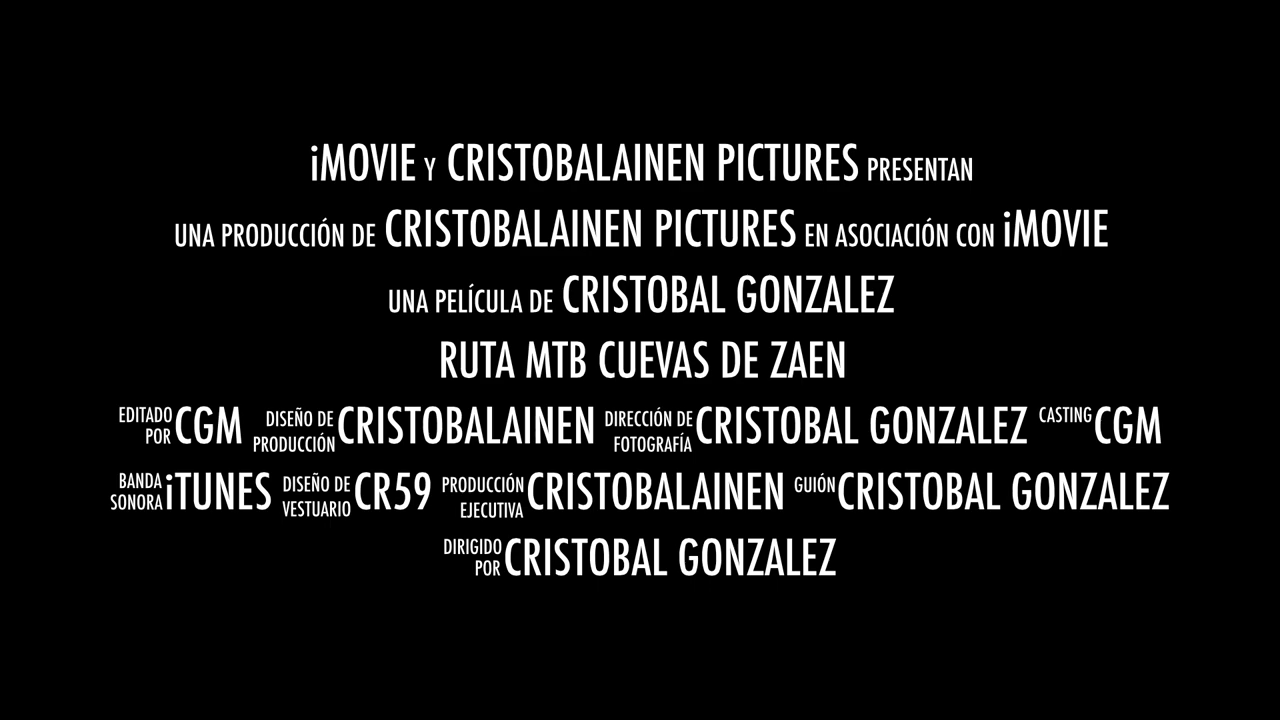 iMOVIE Y CRISTOBALAINEN PICTURES PRESENTAN
UNA PRODUCCIÓN DE CRISTOBALAINEN PICTURES EN ASOCIACIÓN CON iMOVIE
UNA PELÍCULA DE CRISTOBAL GONZALEZ
RUTA MTB CUEVAS DE ZAEN
EDITADO POR CGM DISEÑO DE PRODUCCIÓN CRISTOBALAINEN DIRECCIÓN DE FOTOGRAFÍA CRISTOBAL GONZALEZ CASTING CGM
BANDA SONORA iTUNES DISEÑO DE VESTUARIO CR59 PRODUCCIÓN EJECUTIVA CRISTOBALAINEN GUIÓN CRISTOBAL GONZALEZ
DIRIGIDO POR CRISTOBAL GONZALEZ